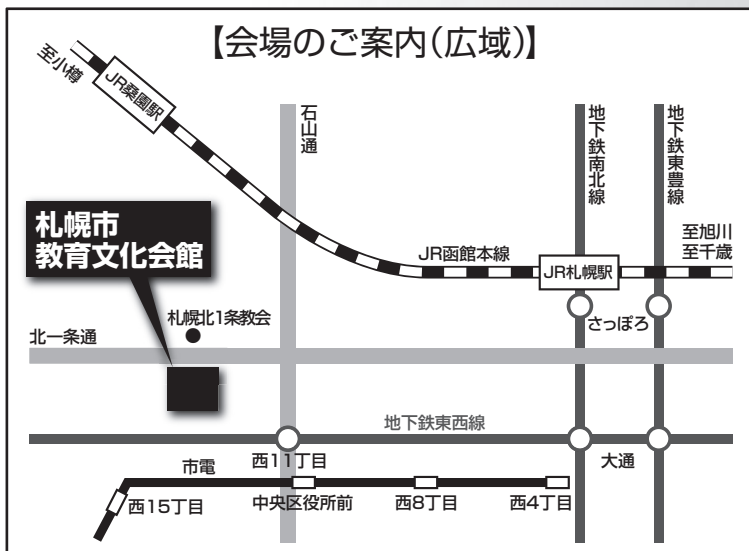 【会場のご案内(広域)】
至小樽
JR桑園駅
石山通
地下鉄南北線
地下鉄東豊線
札幌市
教育文化会館
至旭川
至千歳
JR函館本線
JR札幌駅
札幌北1条教会
さっぽろ
北一条通
地下鉄東西線
市電
西11丁目
大通
西15丁目
中央区役所前
西8丁目
西4丁目